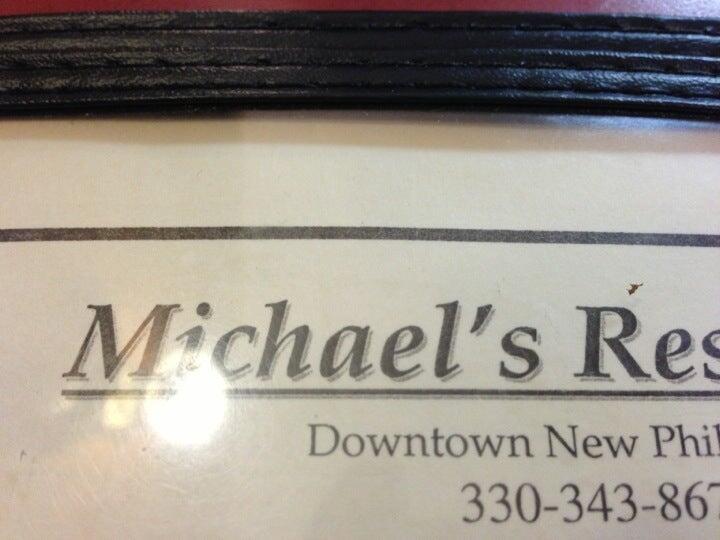 Michael's Res
Downtown New Phil
330-343-867